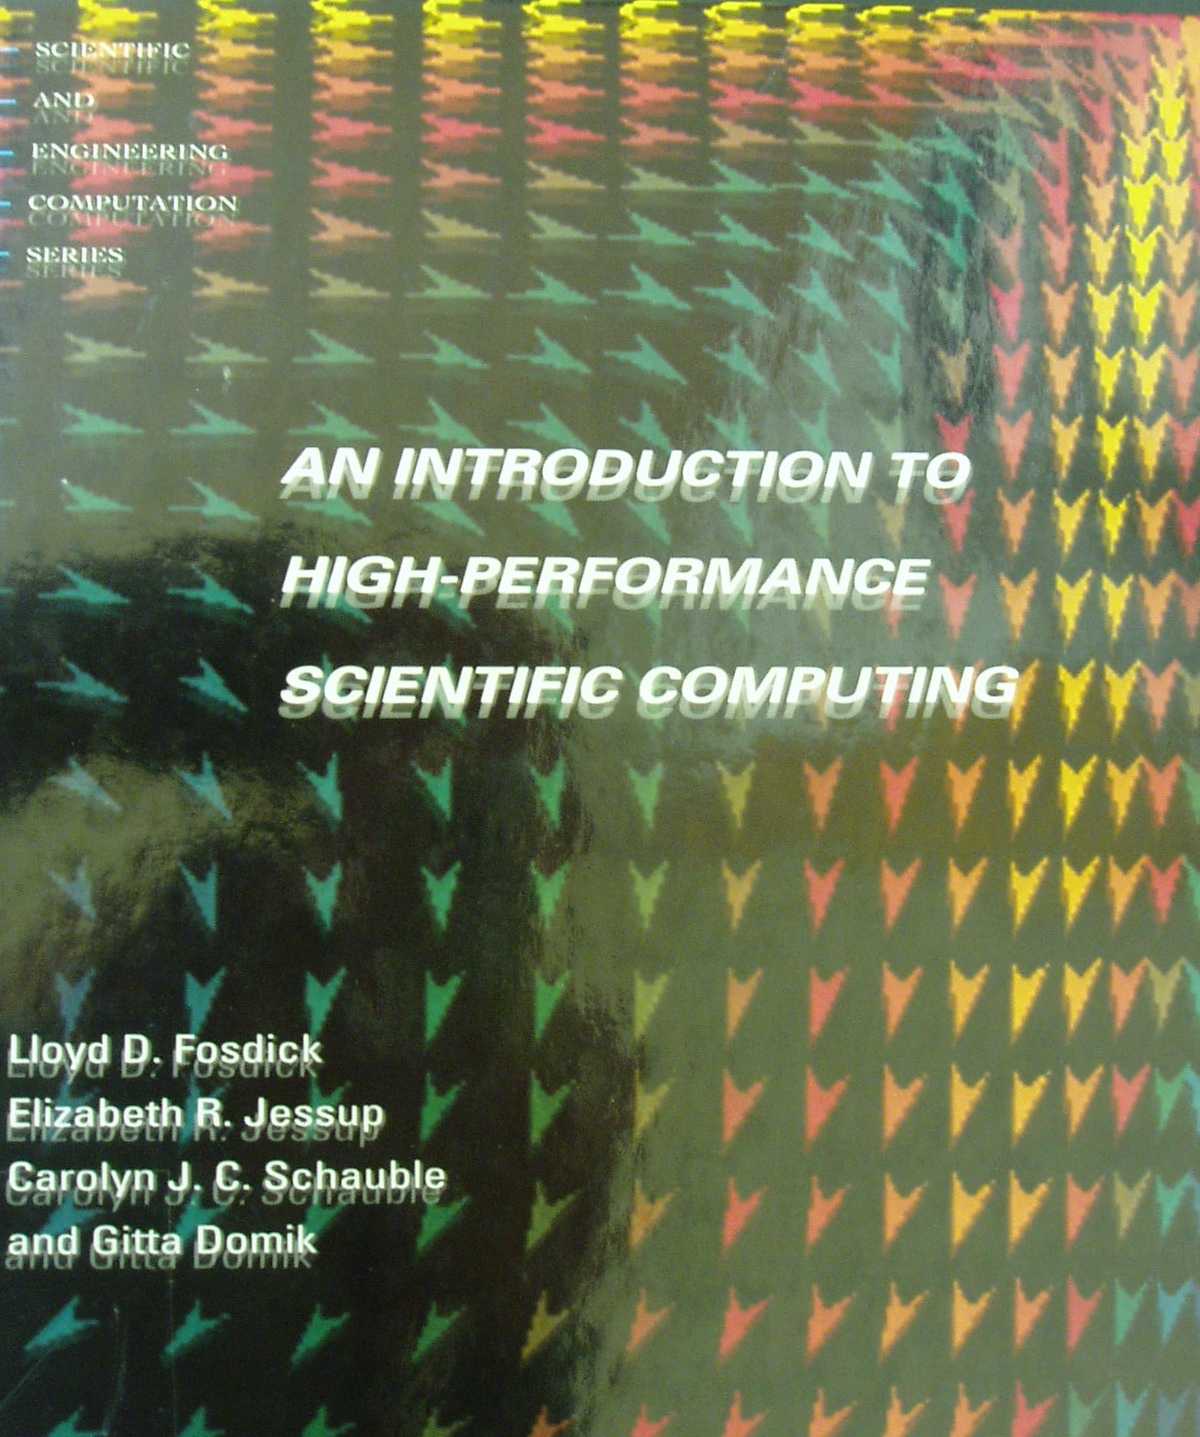 SCIENTIFIC
AND
ENGINEERING
COMPUTATION
SERIES
AN INTRODUCTION TO
HIGH-PERFORMANCE
SCIENTIFIC COMPUTING
Lloyd D. Fosdick
Elizabeth R. Jessup
Carolyn J. C. Schauble
and Gitta Domik